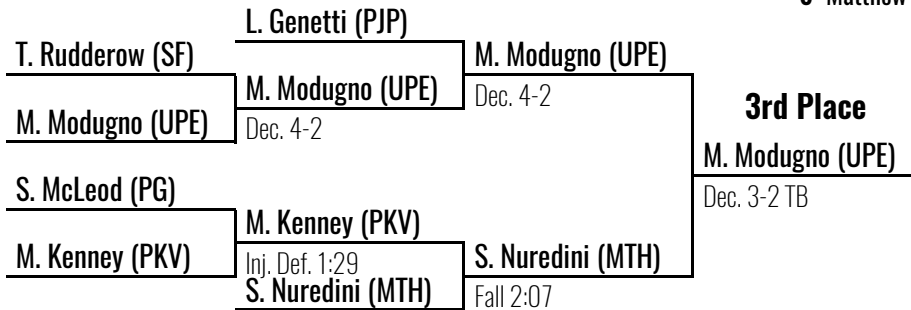 3 Matthew
L. Genetti (PJP)
T. Rudderow (SF)
M. Modugno (UPE)
M. Modugno (UPE)
Dec. 4-2
M. Modugno (UPE)
Dec. 4-2
3rd Place
M. Modugno (UPE)
Dec. 3-2 TB
S. McLeod (PG)
M. Kenney (PKV)
M. Kenney (PKV)
Inj. Def. 1:29
S. Nuredini (MTH)
S. Nuredini (MTH)
Fall 2:07